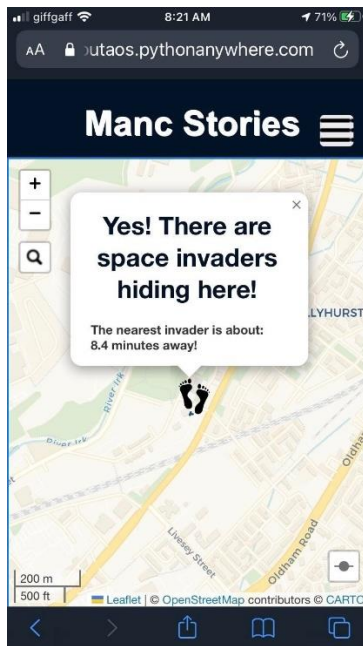 giffgaff 8:21 AM 71%
AA outaos.pythonanywhere.com
Manc Stories
+
−
×
Yes! There are
space invaders
hiding here!
The nearest invader is about:
8.4 minutes away!
LLYHURST
River Irk
River Irk
Livesey Street
Oldham Road
Oldha
200 m
500 ft
Leaflet | © OpenStreetMap contributors © CARTO